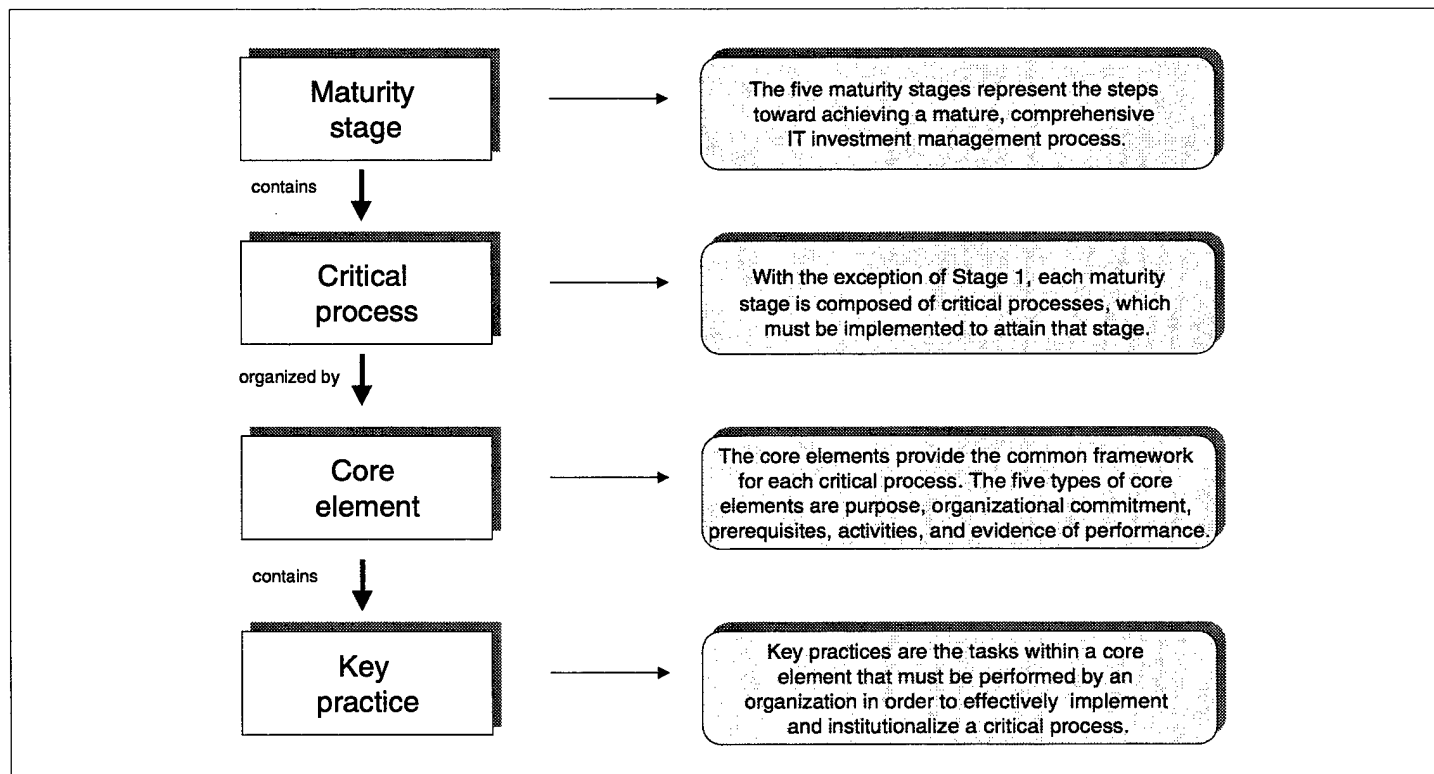 Maturity
stage
The five maturity stages represent the steps
toward achieving a mature, comprehensive
IT investment management process.
contains
Critical
process
With the exception of Stage 1, each maturity
stage is composed of critical processes, which
must be implemented to attain that stage.
organized by
Core
element
The core elements provide the common framework
for each critical process. The five types of core
elements are purpose, organizational commitment,
prerequisites, activities, and evidence of performance.
contains
Key
practice
Key practices are the tasks within a core
element that must be performed by an
organization in order to effectively implement
and institutionalize a critical process.